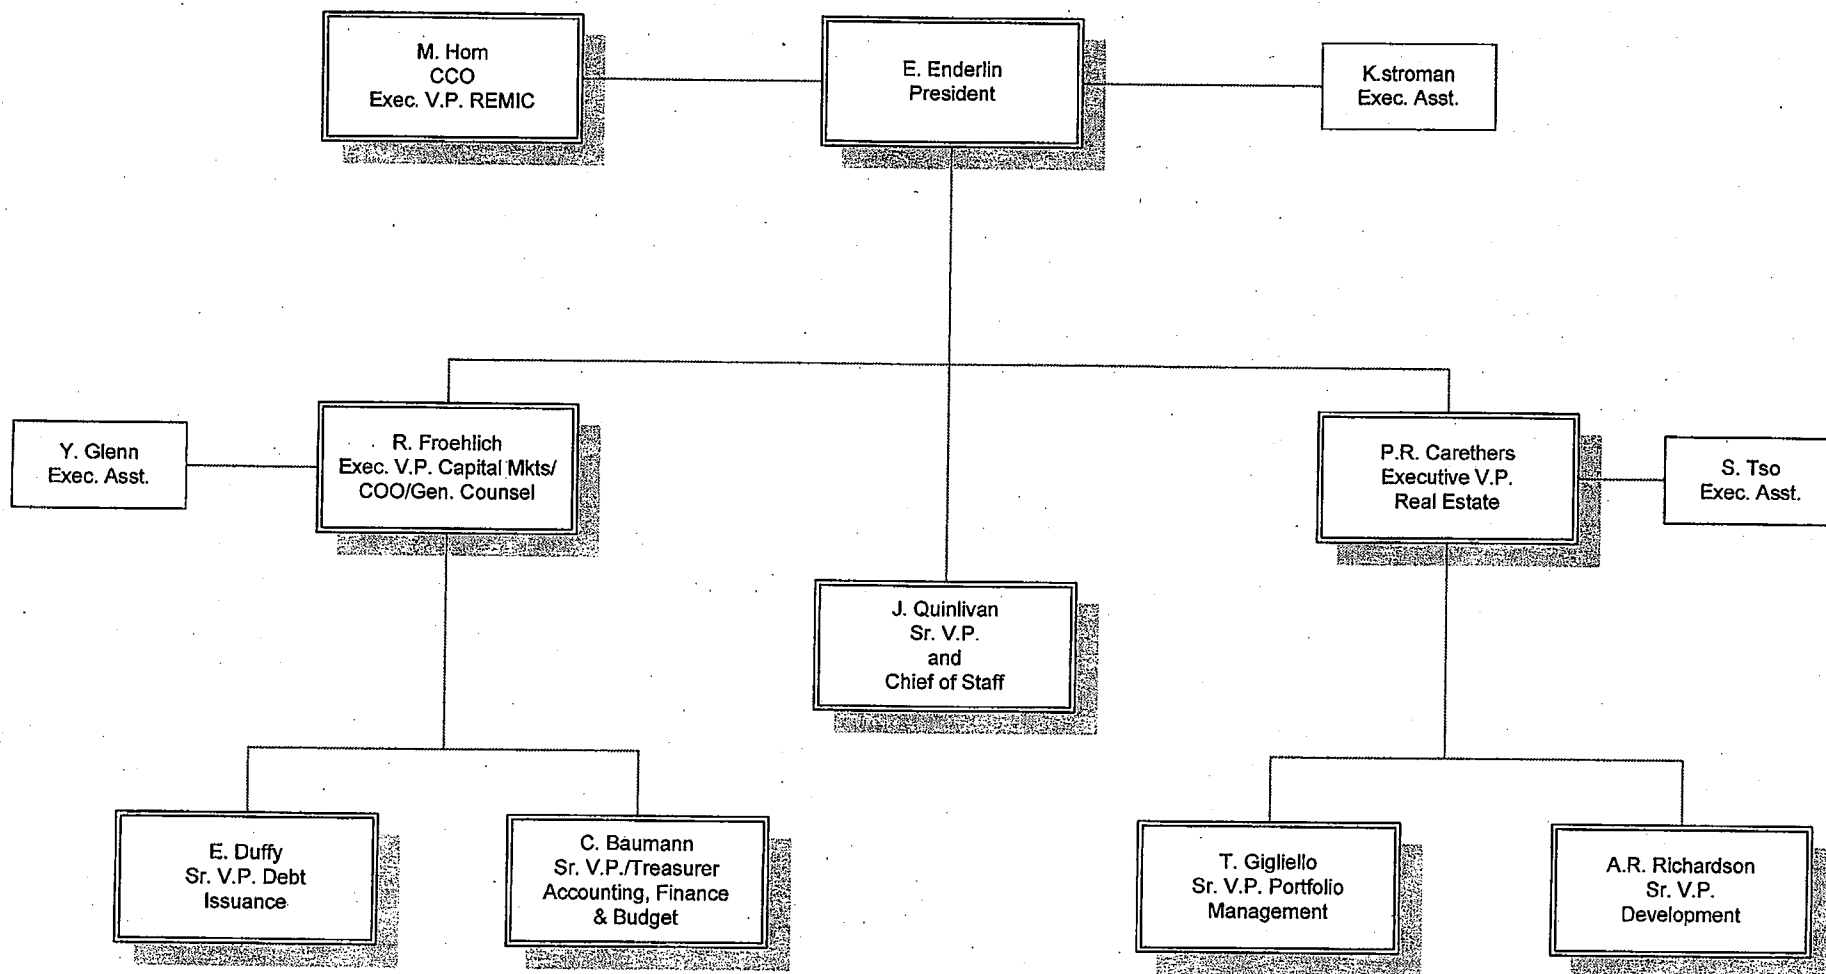 M. Hom
CCO
Exec. V.P. REMIC
E. Enderlin
President
K.stroman
Exec. Asst.
Y. Glenn
Exec. Asst.
R. Froehlich
Exec. V.P. Capital Mkts/
COO/Gen. Counsel
P.R. Carethers
Executive V.P.
Real Estate
S. Tso
Exec. Asst.
J. Quinlivan
Sr. V.P.
and
Chief of Staff
E. Duffy
Sr. V.P. Debt
Issuance
C. Baumann
Sr. V.P./Treasurer
Accounting, Finance
& Budget
T. Gigliello
Sr. V.P. Portfolio
Management
A.R. Richardson
Sr. V.P.
Development